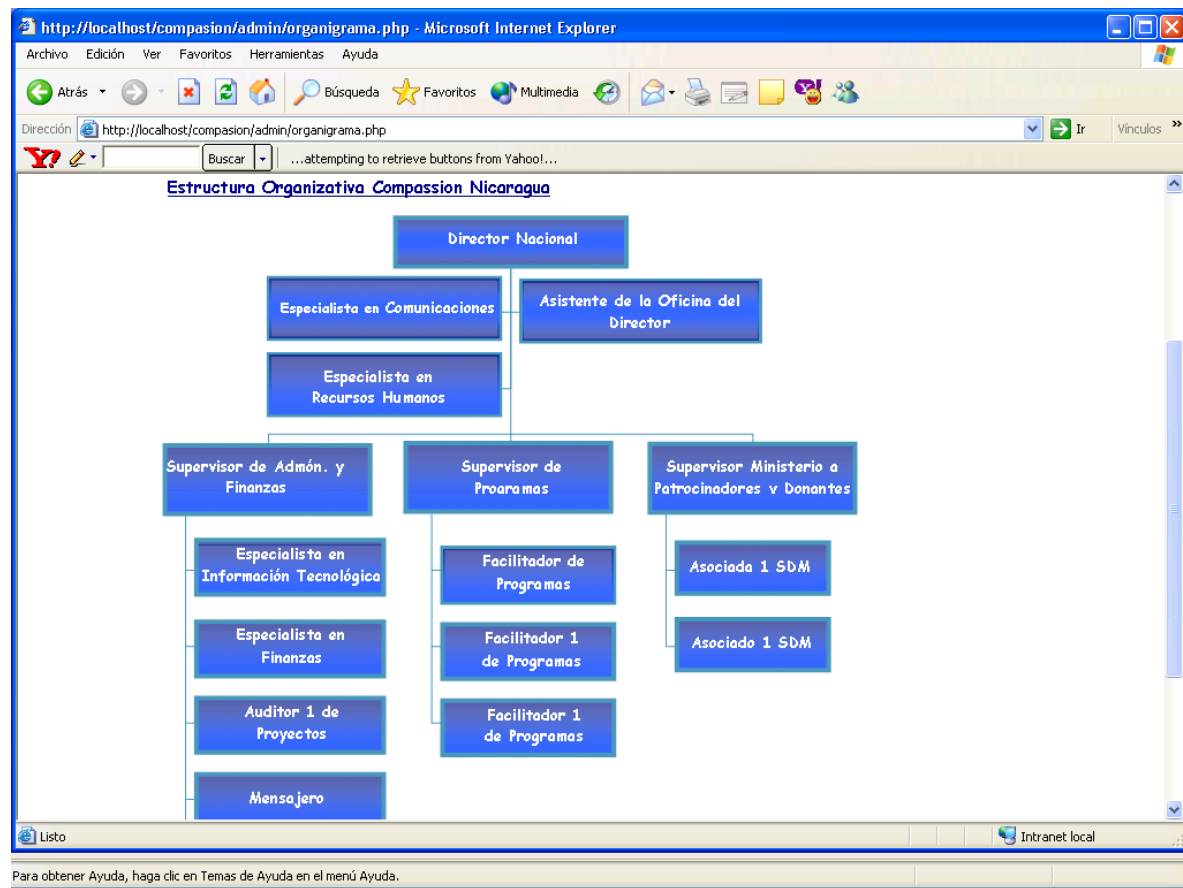 http://localhost/compasion/admin/organigrama.php - Microsoft Internet Explorer
Archivo Edición Ver Favoritos Herramientas Ayuda
Atrás Búsqueda Favoritos Multimedia
Dirección http://localhost/compasion/admin/organigrama.php Ir Vínculos »
Y? Buscar ...attempting to retrieve buttons from Yahoo!...
Estructura Organizativa Compassion Nicaragua
Director Nacional
Especialista en Comunicaciones
Asistente de la Oficina del
Director
Especialista en
Recursos Humanos
Supervisor de Admón. y
Finanzas
Supervisor de
Programas
Supervisor Ministerio a
Patrocinadores y Donantes
Especialista en
Información Tecnológica
Especialista en
Finanzas
Auditor 1 de
Proyectos
Mensajero
Facilitador de
Programas
Facilitador 1
de Programas
Facilitador 1
de Programas
Asociada 1 SDM
Asociado 1 SDM
Listo Intranet local
Para obtener Ayuda, haga clic en Temas de Ayuda en el menú Ayuda.